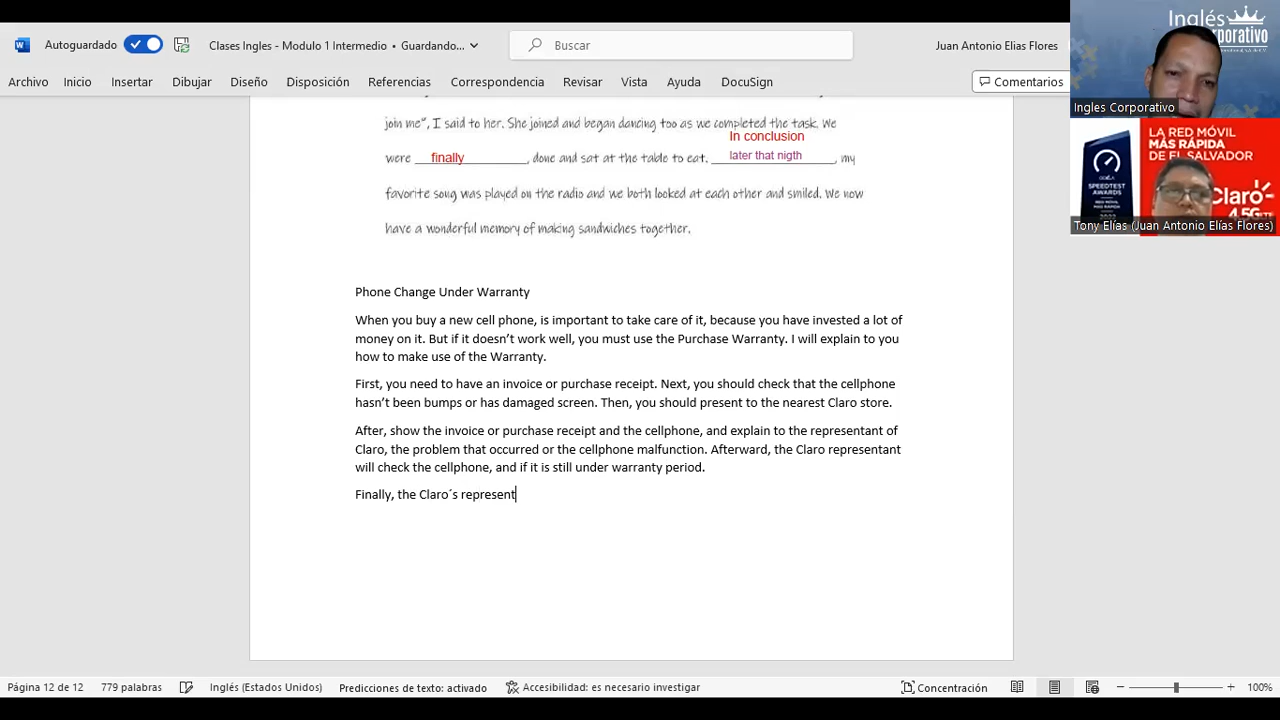 Autoguardado
Clases Ingles - Modulo 1 Intermedio • Guardando...
Buscar
Juan Antonio Elias Flores
Archivo Inicio Insertar Dibujar Diseño Disposición Referencias Correspondencia Revisar Vista Ayuda DocuSign
Comentarios
join me", I said to her. She joined and began dancing too as we completed the task. We
In conclusion
were finally, done and sat at the table to eat. later that nigth, my
favorite song was played on the radio and we both looked at each other and smiled. We now
have a wonderful memory of making sandwiches together.
Phone Change Under Warranty
When you buy a new cell phone, is important to take care of it, because you have invested a lot of
money on it. But if it doesn't work well, you must use the Purchase Warranty. I will explain to you
how to make use of the Warranty.
First, you need to have an invoice or purchase receipt. Next, you should check that the cellphone
hasn't been bumps or has damaged screen. Then, you should present to the nearest Claro store.
After, show the invoice or purchase receipt and the cellphone, and explain to the representant of
Claro, the problem that occurred or the cellphone malfunction. Afterward, the Claro representant
will check the cellphone, and if it is still under warranty period.
Finally, the Claro´s represent
Página 12 de 12
779 palabras
Inglés (Estados Unidos)
Predicciones de texto: activado
Accesibilidad: es necesario investigar
Concentración
100%
Inglés
Corporativo
Ingles Corporativo
LA RED MÓVIL
MÁS RÁPIDA
DE EL SALVADOR
SPEEDTEST
AWARDS
Claro
4.5G
Tony Elías (Juan Antonio Elías Flores)